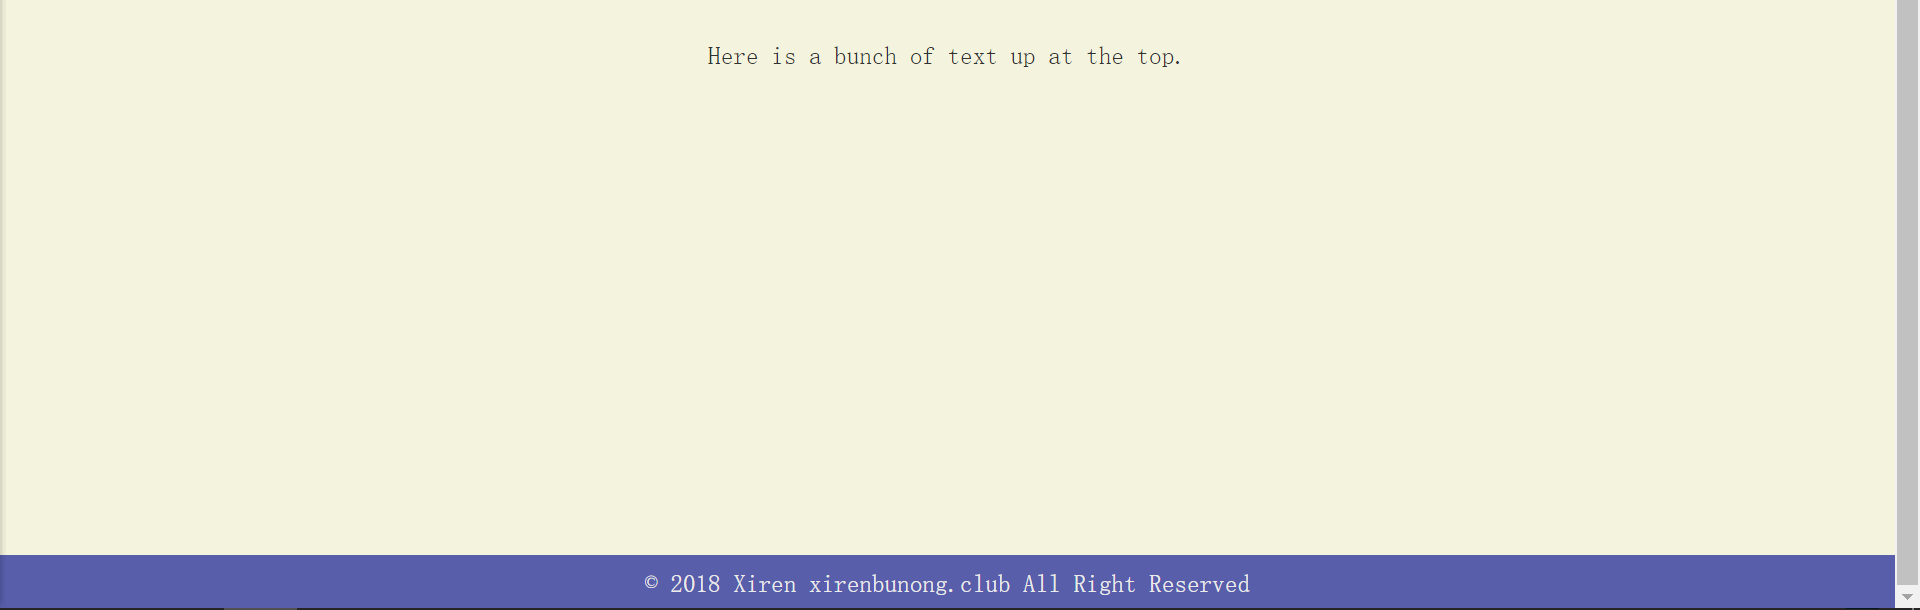 Here is a bunch of text up at the top.
© 2018 Xiren xirenbunong.club All Right Reserved